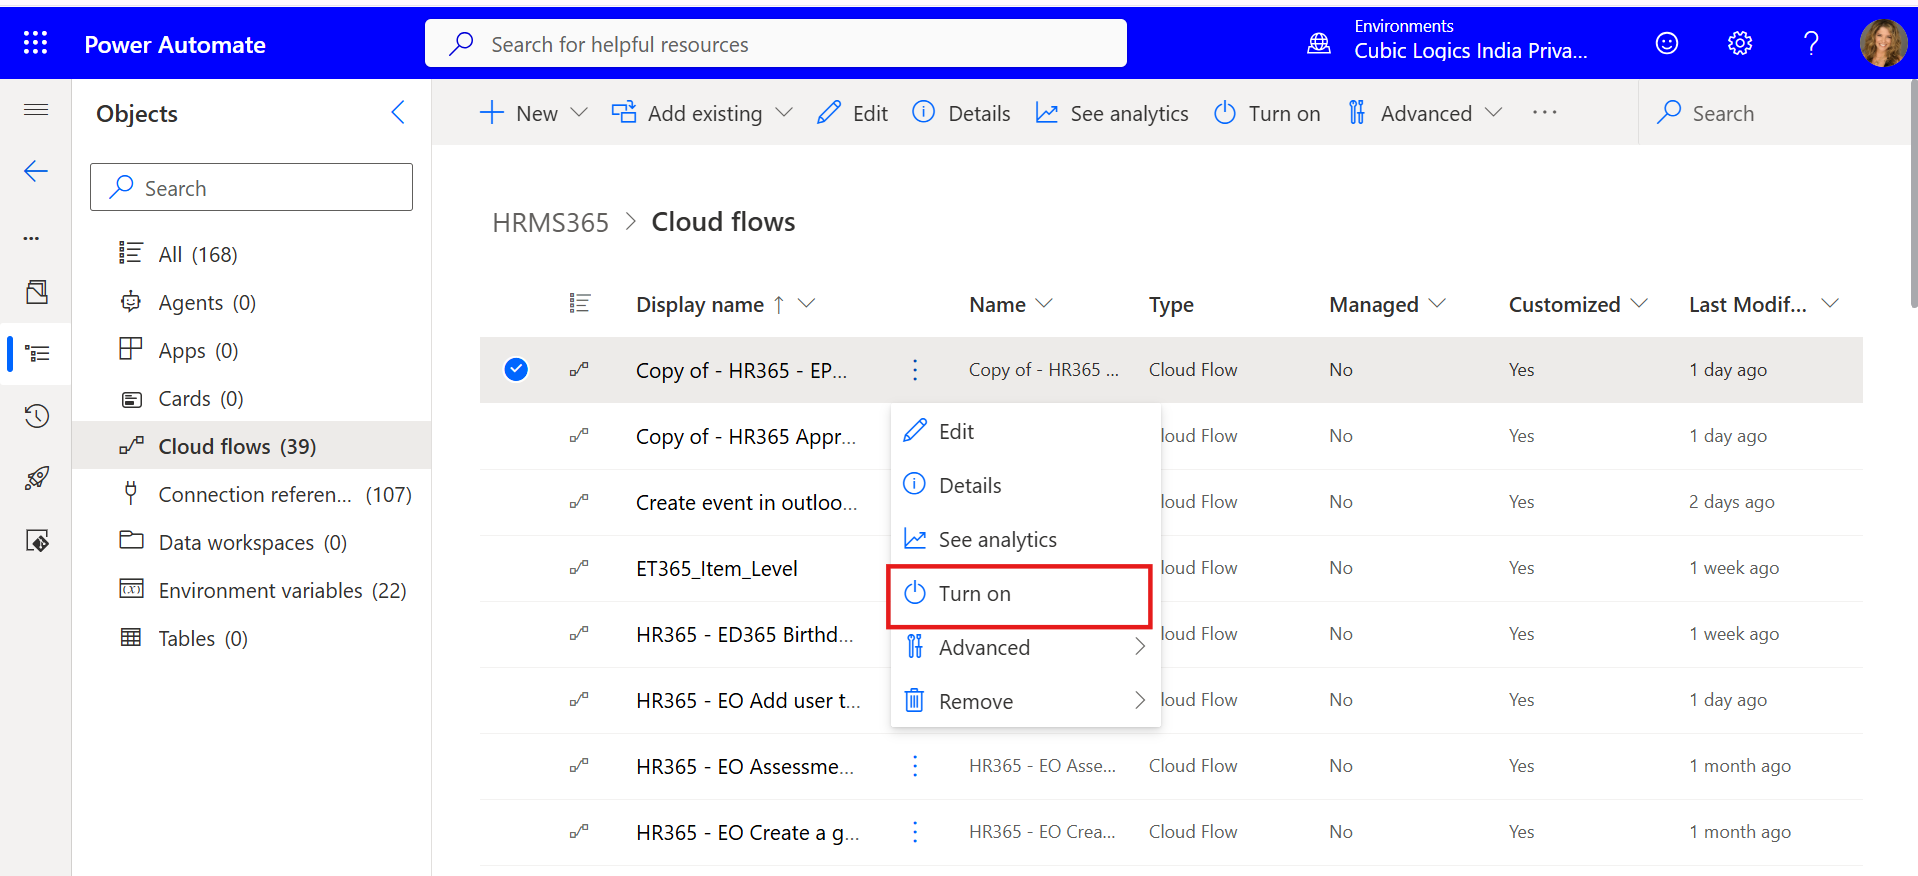 Power Automate
Search for helpful resources
Environments
Cubic Logics India Priva...
Objects
New
Add existing
Edit
Details
See analytics
Turn on
Advanced
...
Search
Search
...
All (168)
Agents (0)
Apps (0)
Cards (0)
Cloud flows (39)
Connection referen... (107)
Data workspaces (0)
Environment variables (22)
Tables (0)
HRMS365 > Cloud flows
Display name ↑ Name Type Managed Customized Last Modif...
Copy of - HR365 - EP... Copy of - HR365 ... Cloud Flow No Yes 1 day ago
Copy of - HR365 Appr... loud Flow No Yes 1 day ago
Create event in outloo... loud Flow No Yes 2 days ago
ET365_Item_Level loud Flow No Yes 1 week ago
HR365 - ED365 Birthd... loud Flow No Yes 1 week ago
HR365 - EO Add user t... loud Flow No Yes 1 day ago
HR365 - EO Assessme... HR365 - EO Asse... Cloud Flow No Yes 1 month ago
HR365 - EO Create a g... HR365 - EO Crea... Cloud Flow No Yes 1 month ago
Edit
Details
See analytics
Turn on
Advanced
Remove